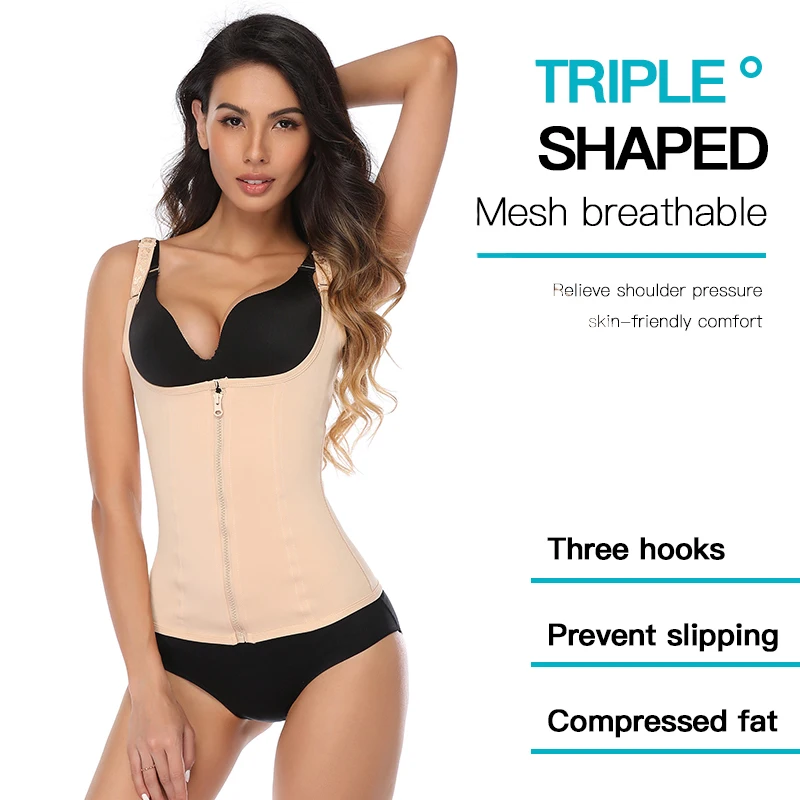 TRIPLE °
SHAPED
Mesh breathable
Relieve shoulder pressure
skin-friendly comfort
Three hooks
Prevent slipping
Compressed fat